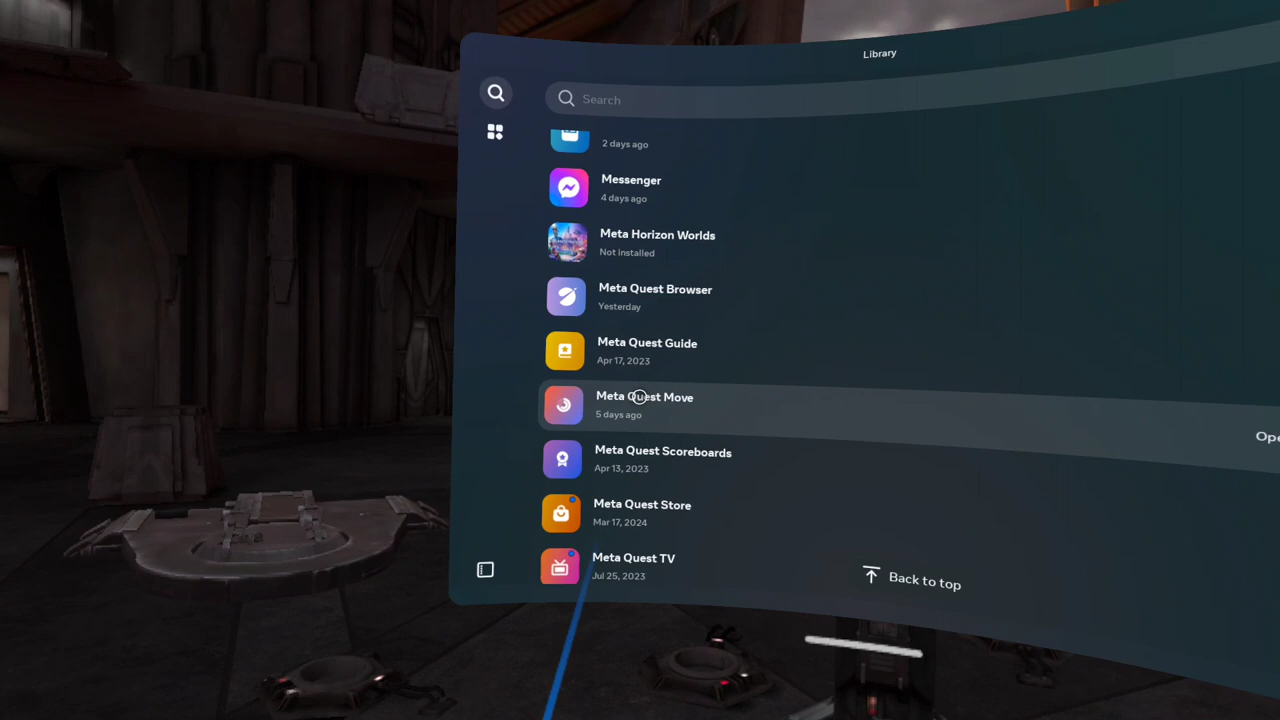 Library
Search
2 days ago
Messenger
4 days ago
Meta Horizon Worlds
Not installed
Meta Quest Browser
Yesterday
Meta Quest Guide
Apr 17, 2023
Meta Quest Move
5 days ago
Ope
Meta Quest Scoreboards
Apr 13, 2023
Meta Quest Store
Mar 17, 2024
Meta Quest TV
Jul 25, 2023
Back to top